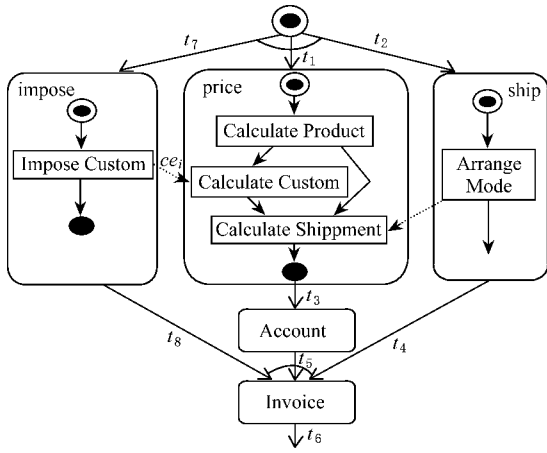 t7
t1
t2
impose
price
ship
Calculate Product
Impose Custom
cei
Calculate Custom
Arrange
Mode
Calculate Shippment
t3
Account
t8
t5
t4
Invoice
t6